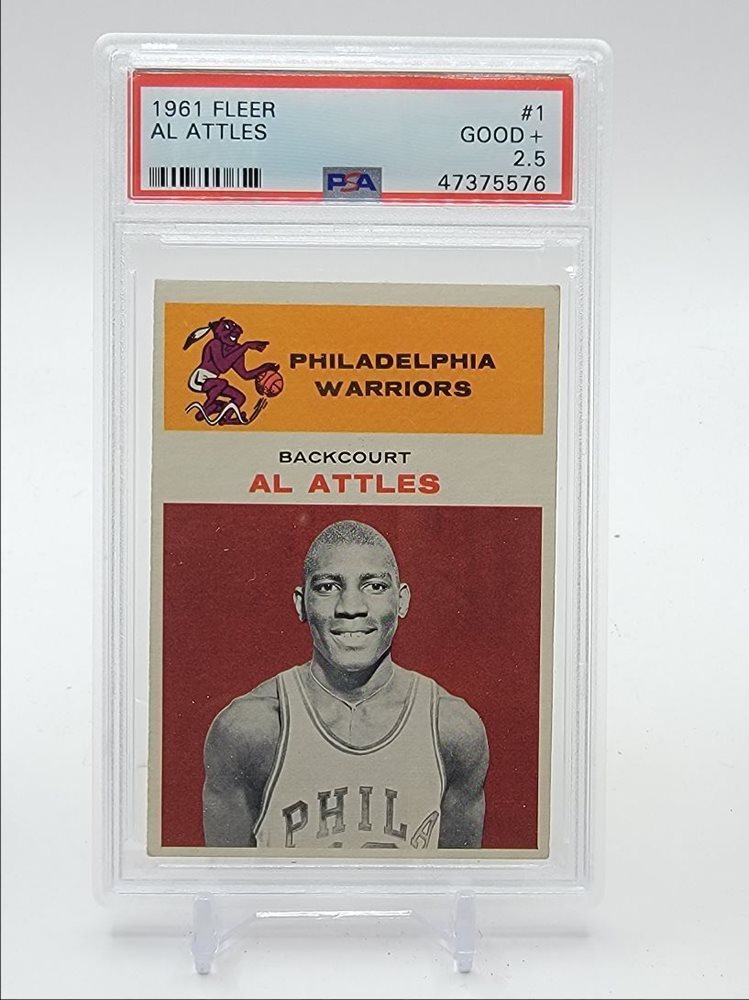 1961 FLEER #1
AL ATTLES GOOD +
2.5
PSA 47375576
PHILADELPHIA
WARRIORS
BACKCOURT
AL ATTLES
PHILA